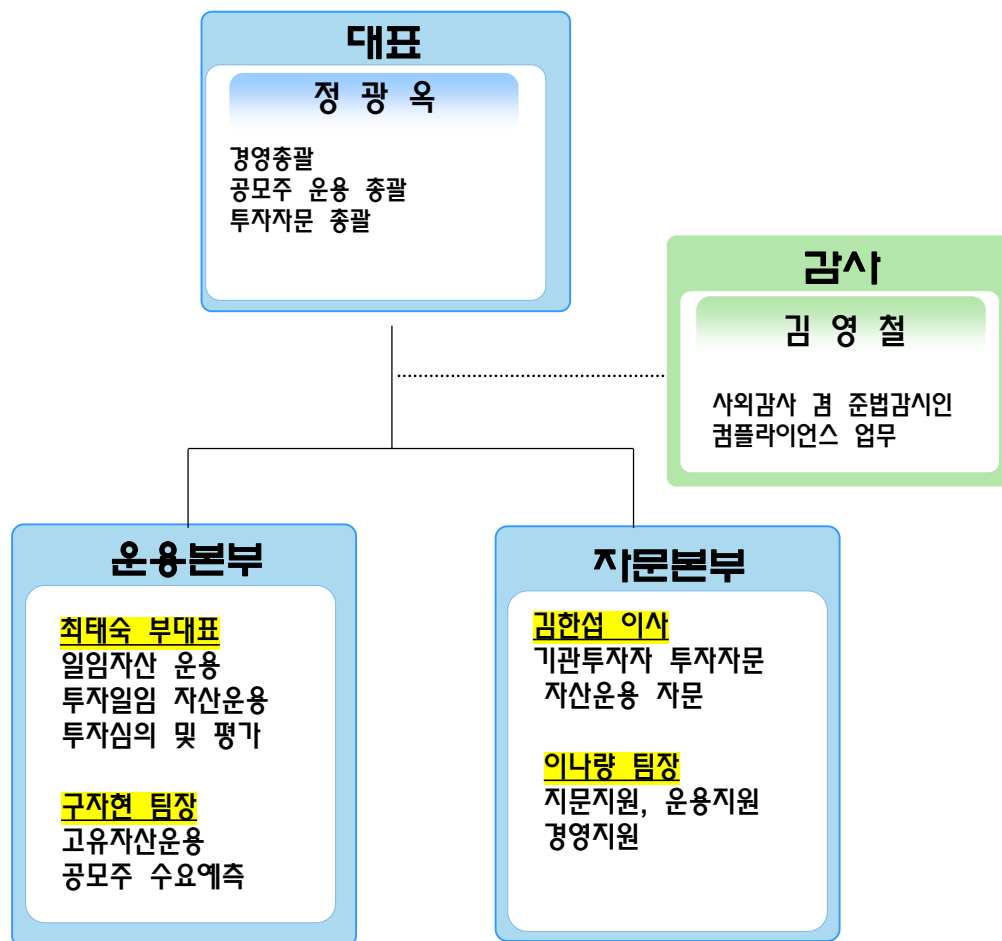 대표
정 광 옥
경영총괄
공모주 운용 총괄
투자자문 총괄
감사
김 영 철
사외감사 겸 준법감시인
컴플라이언스 업무
운용본부
최태숙 부대표
일임자산 운용
투자일임 자산운용
투자심의 및 평가
구자현 팀장
고유자산운용
공모주 수요예측
자문본부
김한섭 이사
기관투자자 투자자문
자산운용 자문
이나량 팀장
지문지원, 운용지원
경영지원